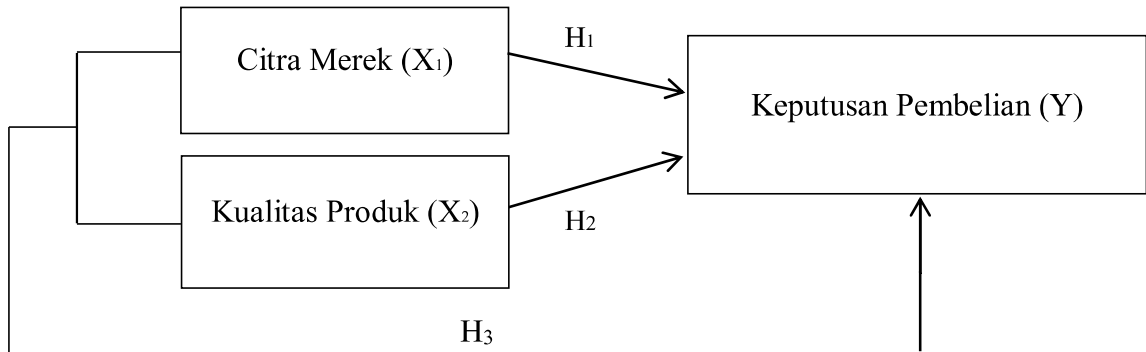 Citra Merek (X₁)
H1
Keputusan Pembelian (Y)
Kualitas Produk (X₂)
H2
H3